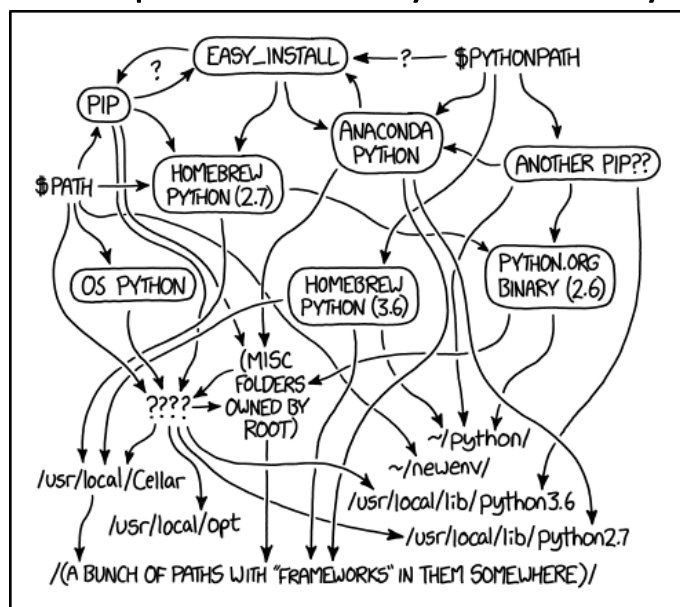 EASY_INSTALL
?
$PYTHONPATH
?
PIP
ANACONDA
PYTHON
ANOTHER PIP??
HOMEBREW
PYTHON (2.7)
$PATH
OS PYTHON
HOMEBREW
PYTHON (3.6)
PYTHON.ORG
BINARY (2.6)
(MISC
FOLDERS
OWNED BY
ROOT)
????
~/python/
~/newenv/
/usr/local/Cellar
/usr/local/lib/python3.6
/usr/local/opt
/usr/local/lib/python2.7
/(A BUNCH OF PATHS WITH "FRAMEWORKS" IN THEM SOMEWHERE)/